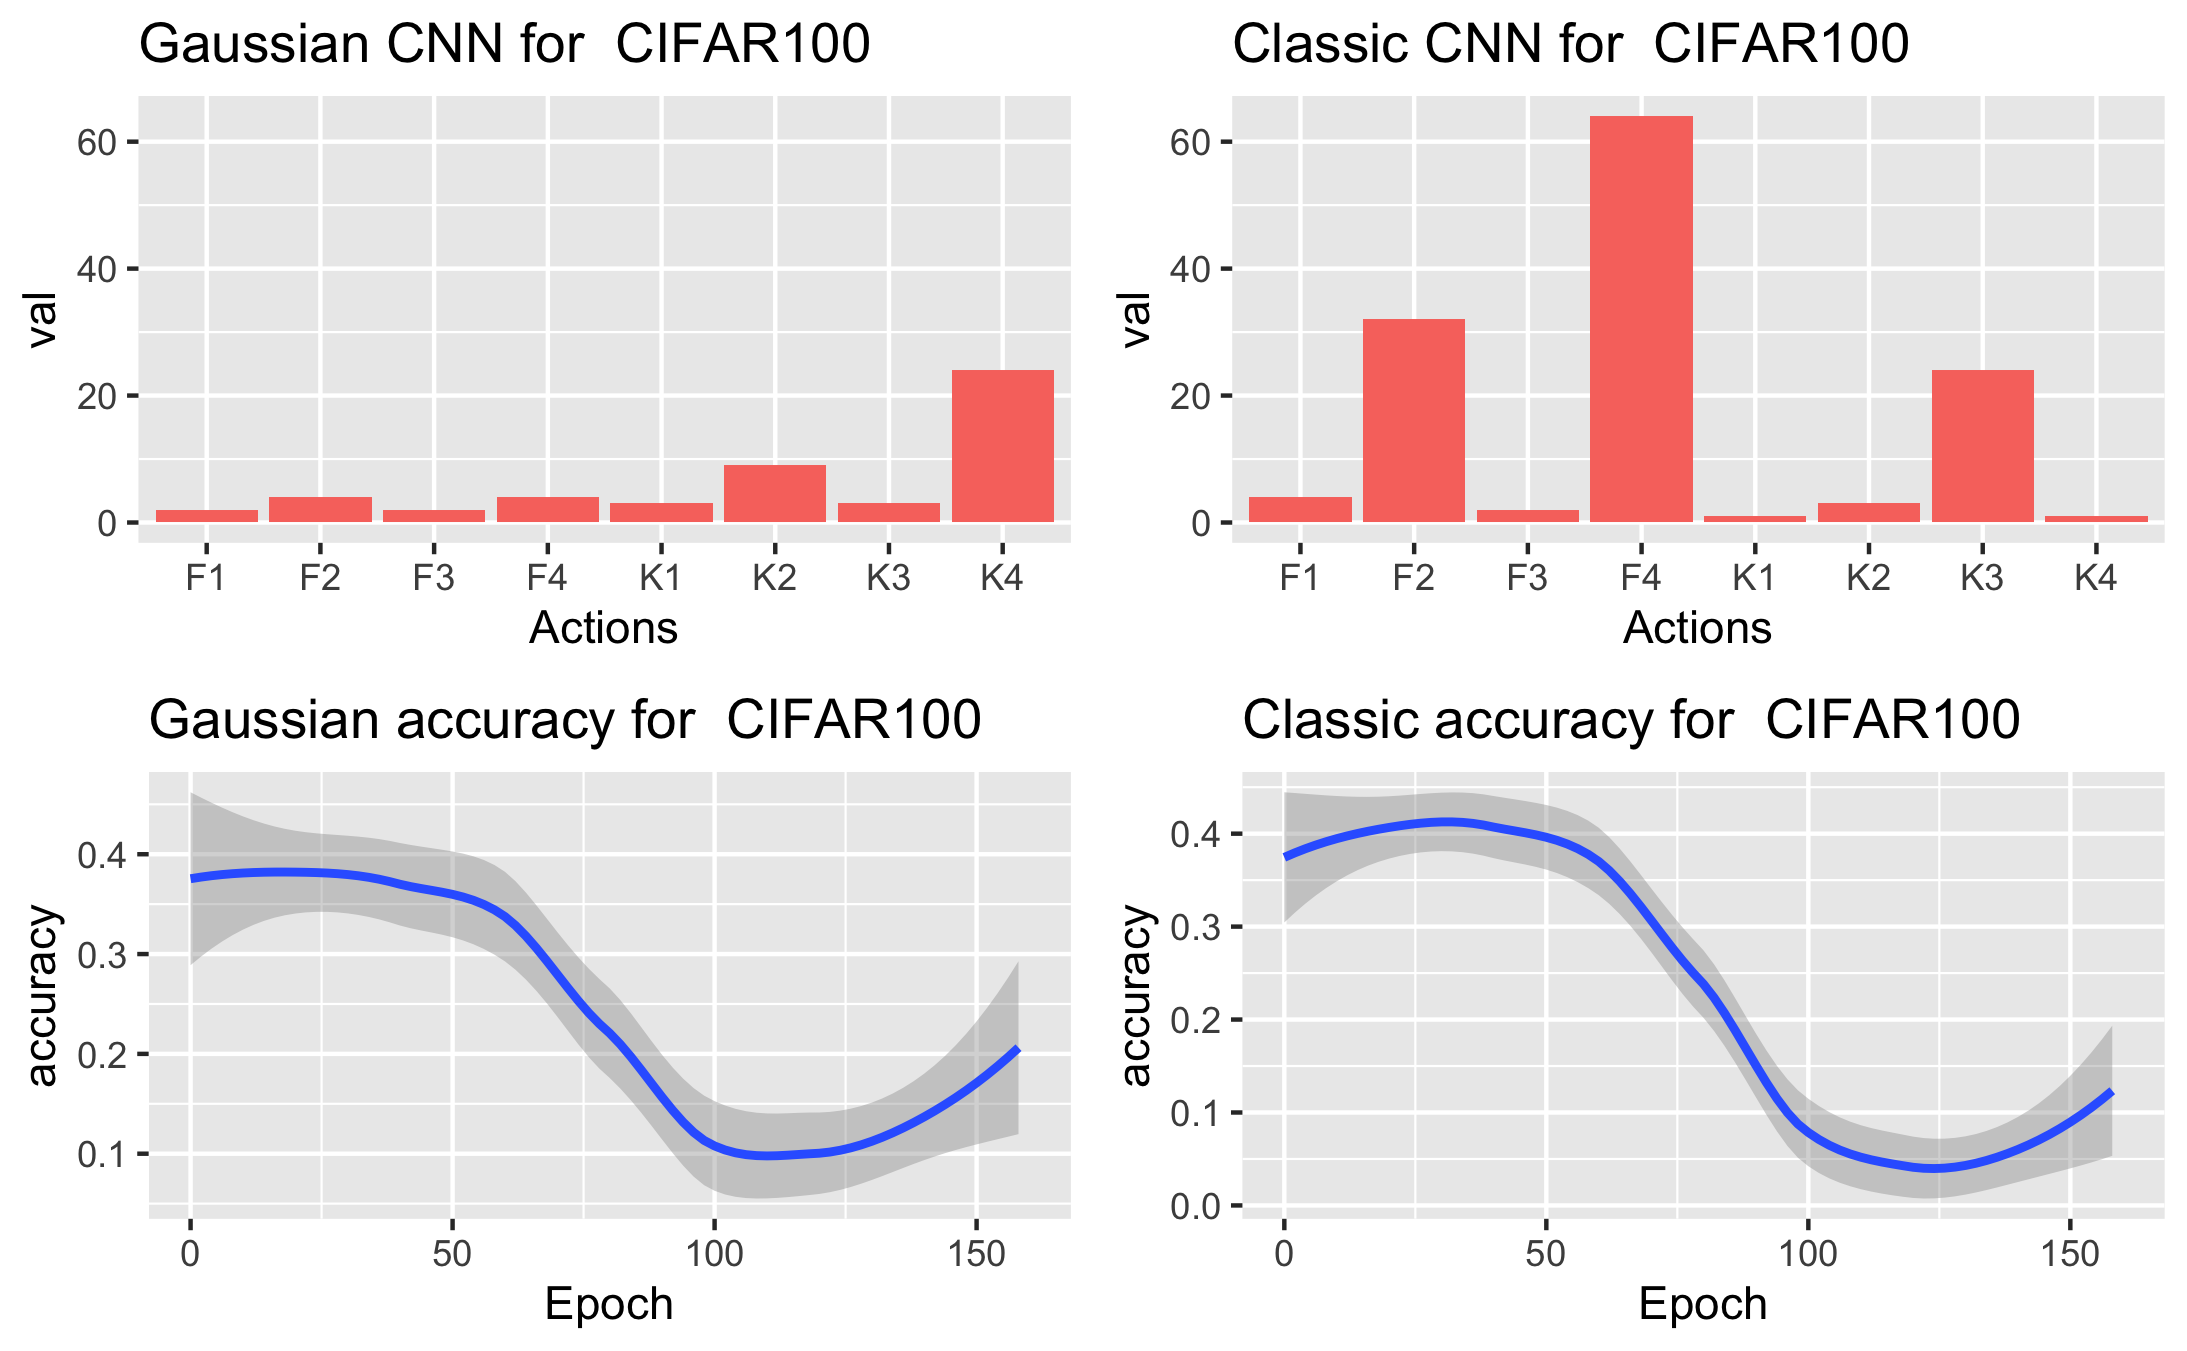 Gaussian CNN for  CIFAR100
60
40
20
0
val
F1 F2 F3 F4 K1 K2 K3 K4
Actions
Classic CNN for  CIFAR100
60
40
20
0
val
F1 F2 F3 F4 K1 K2 K3 K4
Actions
Gaussian accuracy for  CIFAR100
0.4
0.3
0.2
0.1
accuracy
0 50 100 150
Epoch
Classic accuracy for  CIFAR100
0.4
0.3
0.2
0.1
0.0
accuracy
0 50 100 150
Epoch